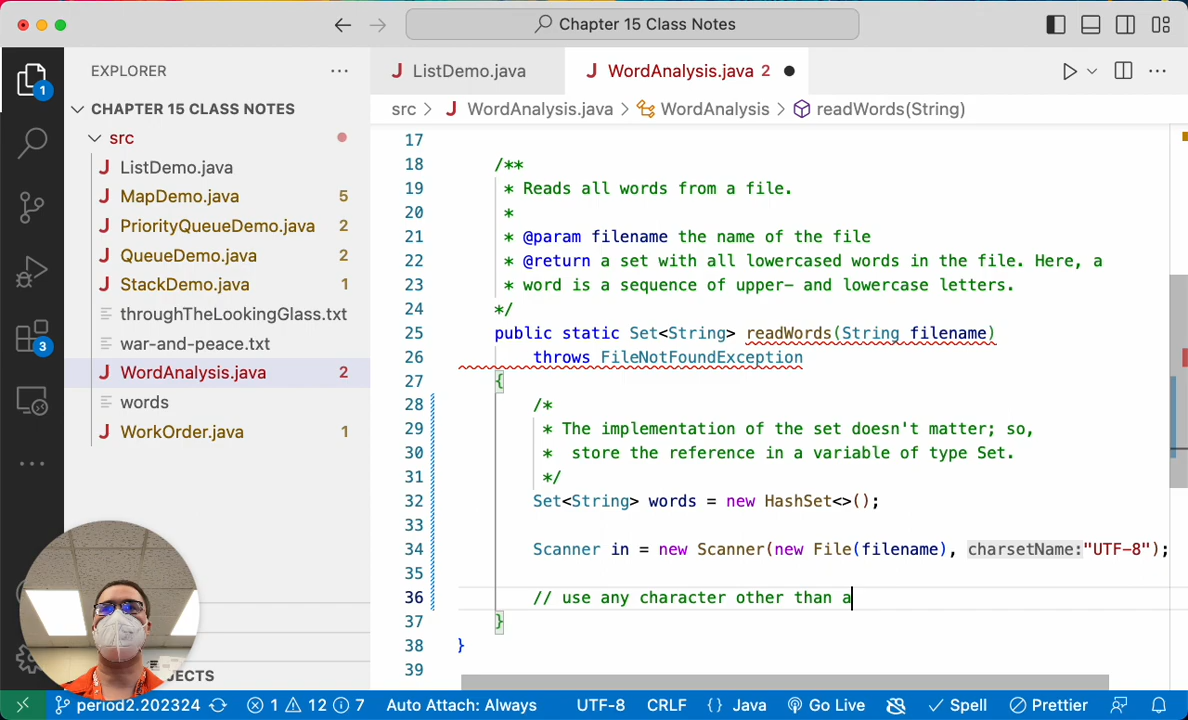 Chapter 15 Class Notes
EXPLORER
ListDemo.java
WordAnalysis.java 2
CHAPTER 15 CLASS NOTES
src > WordAnalysis.java > WordAnalysis > readWords(String)
src
ListDemo.java
MapDemo.java 5
PriorityQueueDemo.java 2
QueueDemo.java 2
StackDemo.java 1
throughTheLookingGlass.txt
war-and-peace.txt
WordAnalysis.java 2
words
WorkOrder.java 1
1
3
17
18 /**
19 * Reads all words from a file.
20 *
21 * @param filename the name of the file
22 * @return a set with all lowercased words in the file. Here, a
23 * word is a sequence of upper- and lowercase letters.
24 */
25 public static Set<String> readWords(String filename)
26 throws FileNotFoundException
27 {
28 /*
29 * The implementation of the set doesn't matter; so,
30 * store the reference in a variable of type Set.
31 */
32 Set<String> words = new HashSet<>();
33
34 Scanner in = new Scanner(new File(filename), charsetName:"UTF-8");
35
36 // use any character other than a
37 }
38 }
39
period2.202324 1 12 7 Auto Attach: Always UTF-8 CRLF {} Java Go Live Spell Prettier